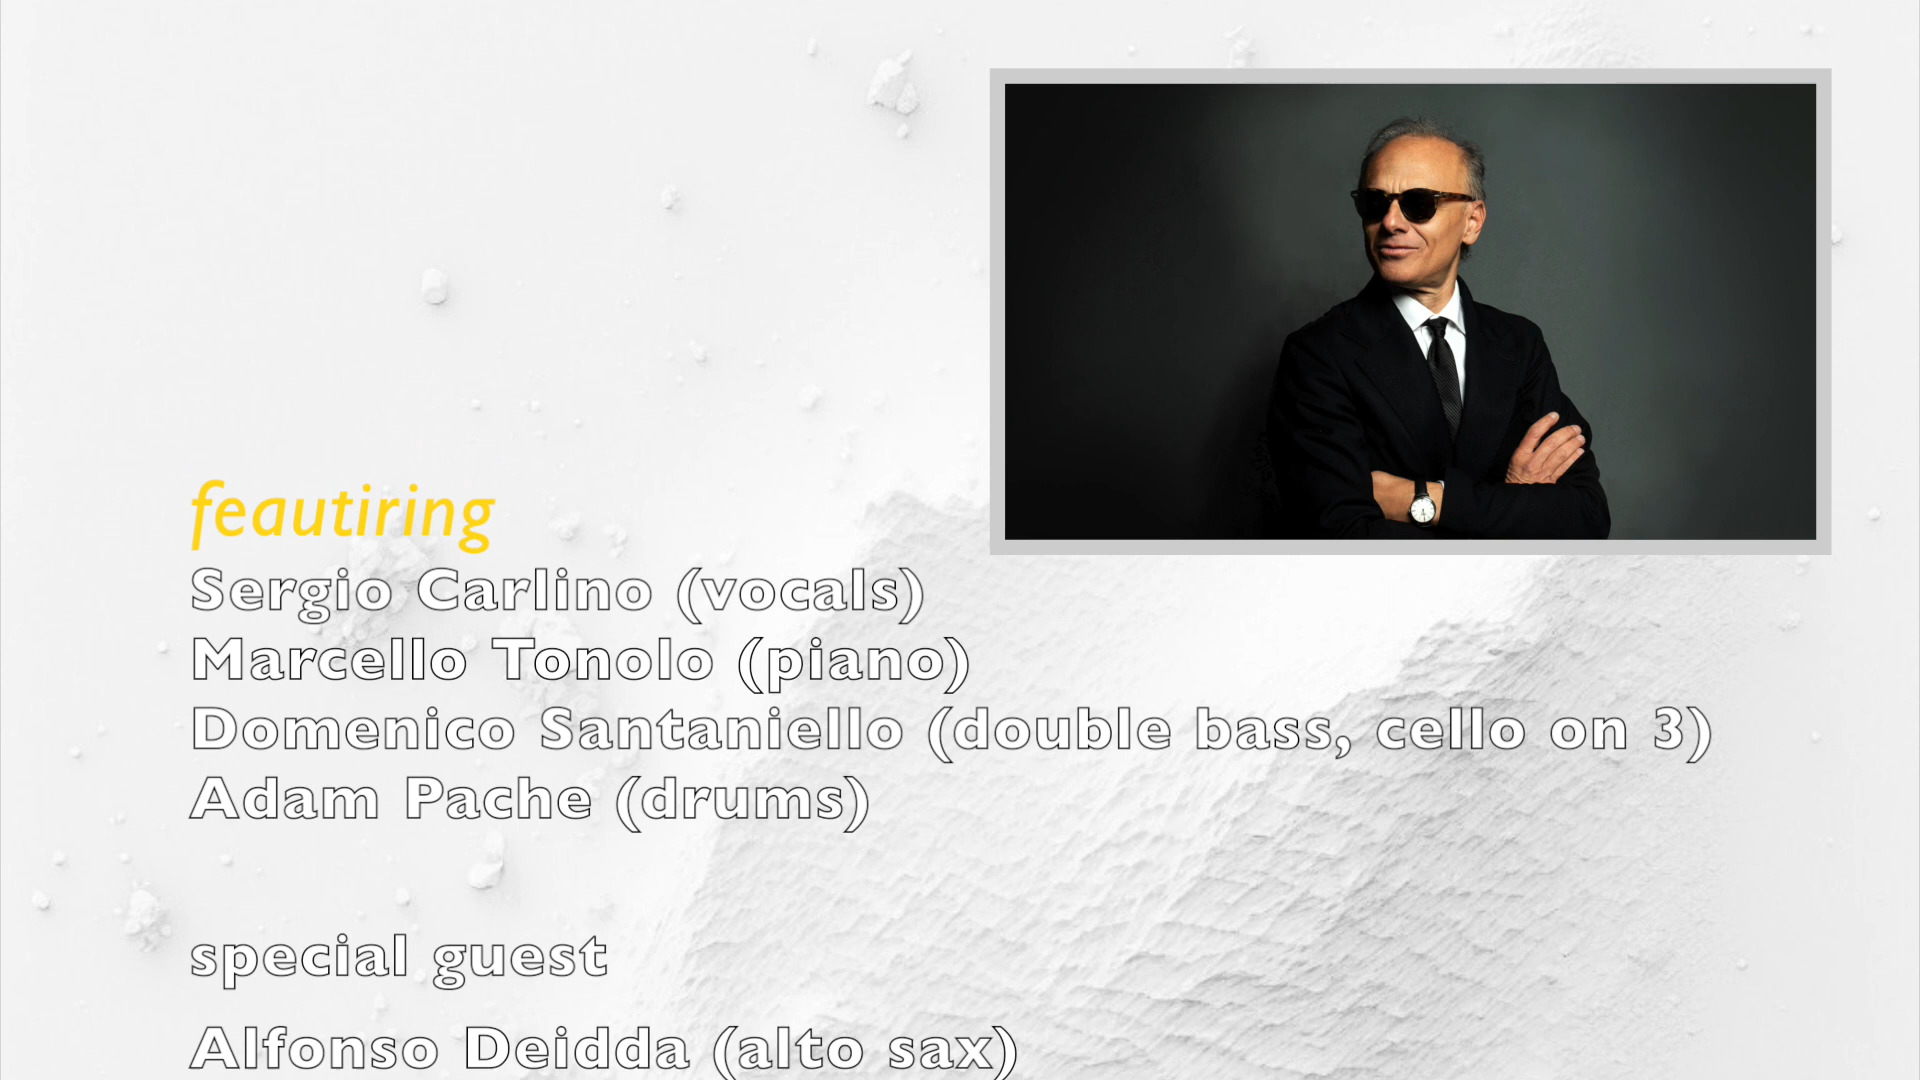 feautiring
Sergio Carlino (vocals)
Marcello Tonolo (piano)
Domenico Santaniello (double bass, cello on 3)
Adam Pache (drums)
special guest
Alfonso Deidda (alto sax)